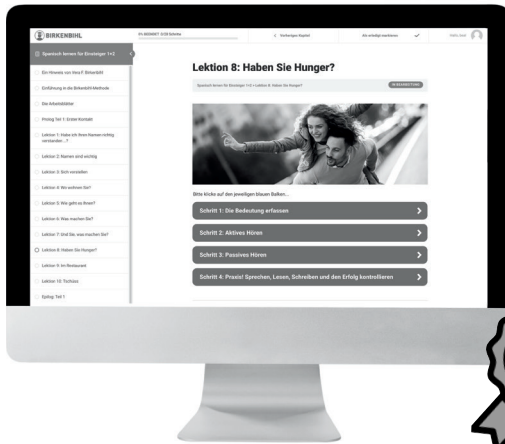 BIRKENBIHL
Vorheriges Kapitel
Als erledigt markieren
Spanisch lernen für Einsteiger 1+2
Ein Hinweis von Vera F. Birkenbihl
Einführung in die Birkenbihl-Methode
Die Arbeitsblätter
Prolog Teil 1: Erster Kontakt
Lektion 1: Habe ich Ihren Namen richtig
verstanden...?
Lektion 2: Namen sind wichtig
Lektion 3: Sich vorstellen
Lektion 4: Wo wohnen Sie?
Lektion 5: Wie geht es Ihnen?
Lektion 6: Was machen Sie?
Lektion 7: Und Sie, was machen Sie?
Lektion 8: Haben Sie Hunger?
Lektion 9: Im Restaurant
Lektion 10: Tschüss
Epilog: Teil 1
Lektion 8: Haben Sie Hunger?
Spanisch lernen für Einsteiger 1+2 > Lektion 8: Haben Sie Hunger?
IN BEARBEITUNG
Bitte klicke auf den jeweiligen blauen Balken...
Schritt 1: Die Bedeutung erfassen
Schritt 2: Aktives Hören
Schritt 3: Passives Hören
Schritt 4: Praxis! Sprechen, Lesen, Schreiben und den Erfolg kontrollieren